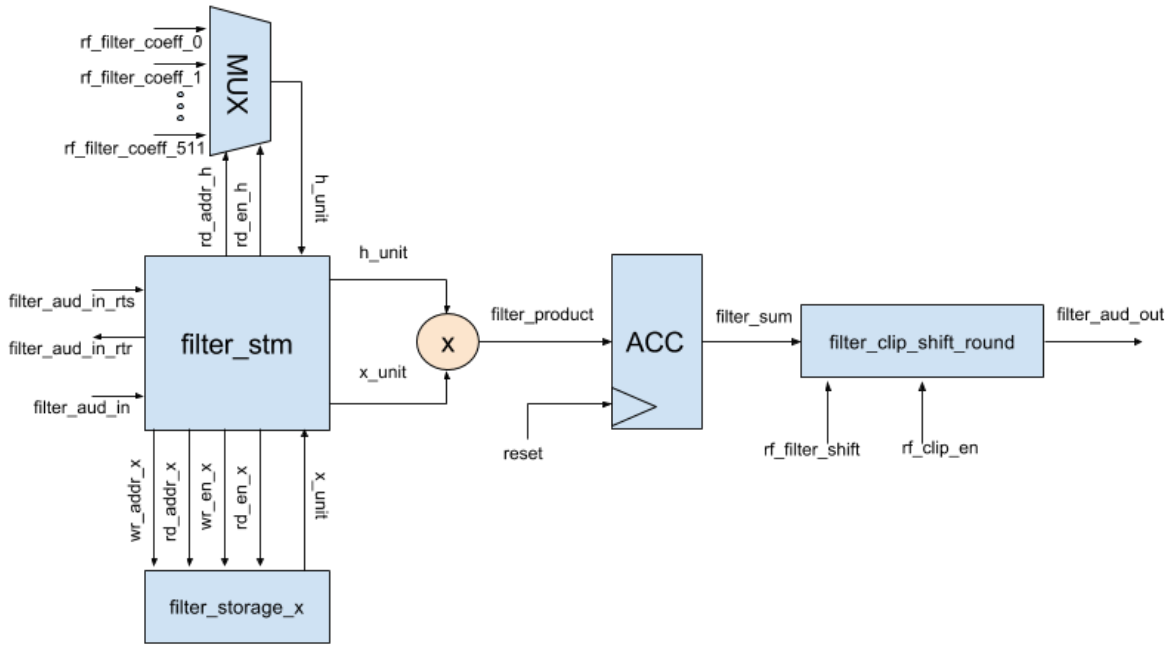 rf_filter_coeff_0
rf_filter_coeff_1
rf_filter_coeff_511
MUX
rd_addr_h
rd_en_h
h_unit
filter_aud_in_rts
filter_aud_in_rtr
filter_aud_in
filter_stm
h_unit
x_unit
x
filter_product
reset
ACC
filter_sum
filter_clip_shift_round
filter_aud_out
rf_filter_shift
rf_clip_en
wr_addr_x
rd_addr_x
wr_en_x
rd_en_x
x_unit
filter_storage_x